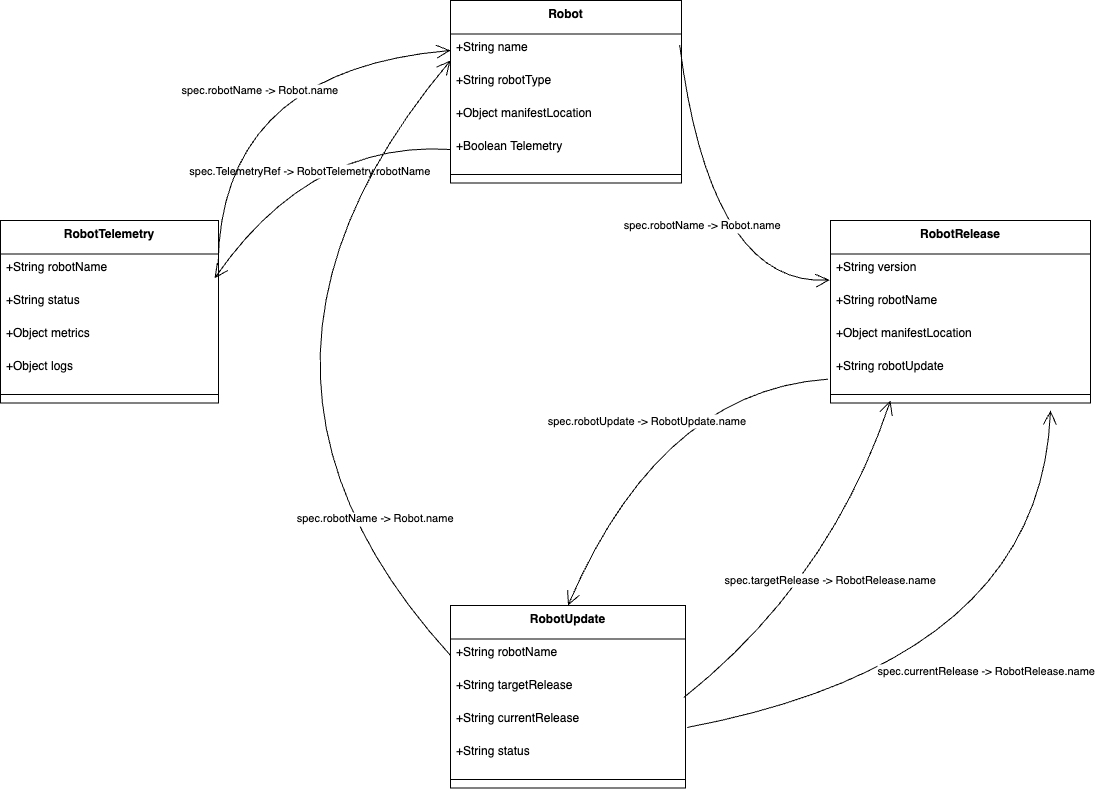 Robot
+String name
+String robotType
+Object manifestLocation
+Boolean Telemetry
spec.robotName -> Robot.name
spec.TelemetryRef -> RobotTelemetry.robotName
spec.robotName -> Robot.name
RobotTelemetry
+String robotName
+String status
+Object metrics
+Object logs
RobotRelease
+String version
+String robotName
+Object manifestLocation
+String robotUpdate
spec.robotUpdate -> RobotUpdate.name
spec.robotName -> Robot.name
spec.targetRelease -> RobotRelease.name
spec.currentRelease -> RobotRelease.name
RobotUpdate
+String robotName
+String targetRelease
+String currentRelease
+String status